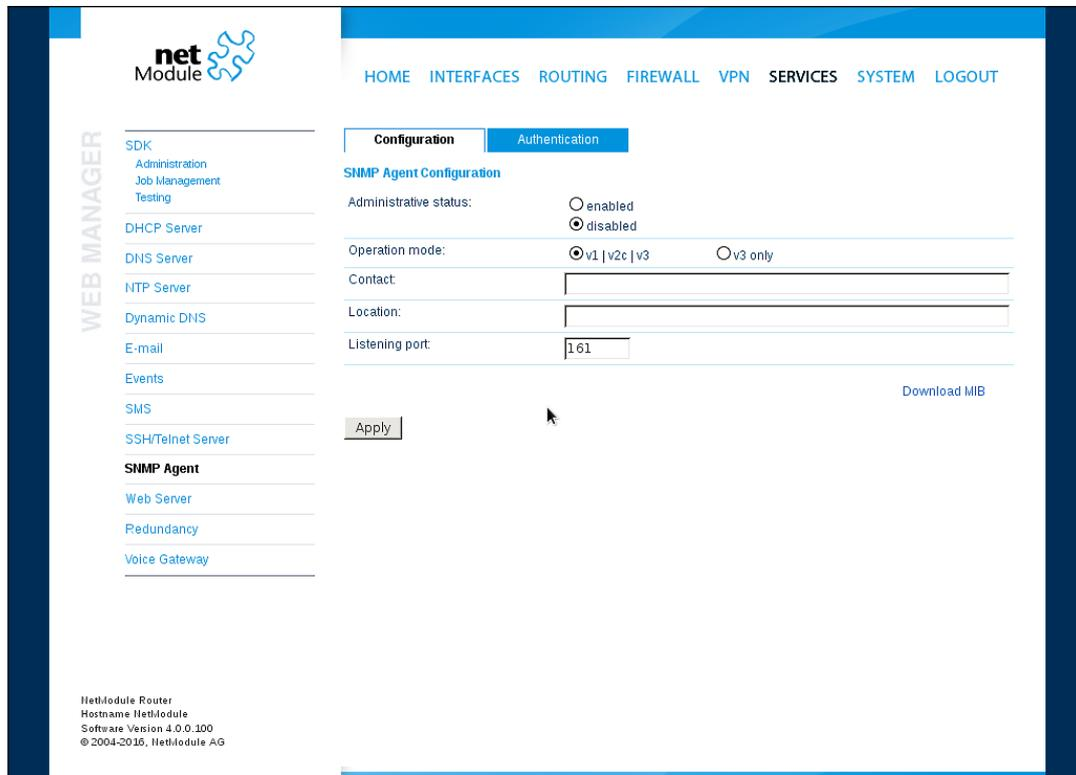 net
Module
HOME INTERFACES ROUTING FIREWALL VPN SERVICES SYSTEM LOGOUT
WEB MANAGER
SDK
Administration
Job Management
Testing
DHCP Server
DNS Server
NTP Server
Dynamic DNS
E-mail
Events
SMS
SSH/Telnet Server
SNMP Agent
Web Server
Redundancy
Voice Gateway
Configuration Authentication
SNMP Agent Configuration
Administrative status: enabled
disabled
Operation mode: v1 | v2c | v3 v3 only
Contact:
Location:
Listening port: 161
Download MIB
Apply
NetModule Router
Hostname NetModule
Software Version 4.0.0.100
© 2004-2016, NetModule AG